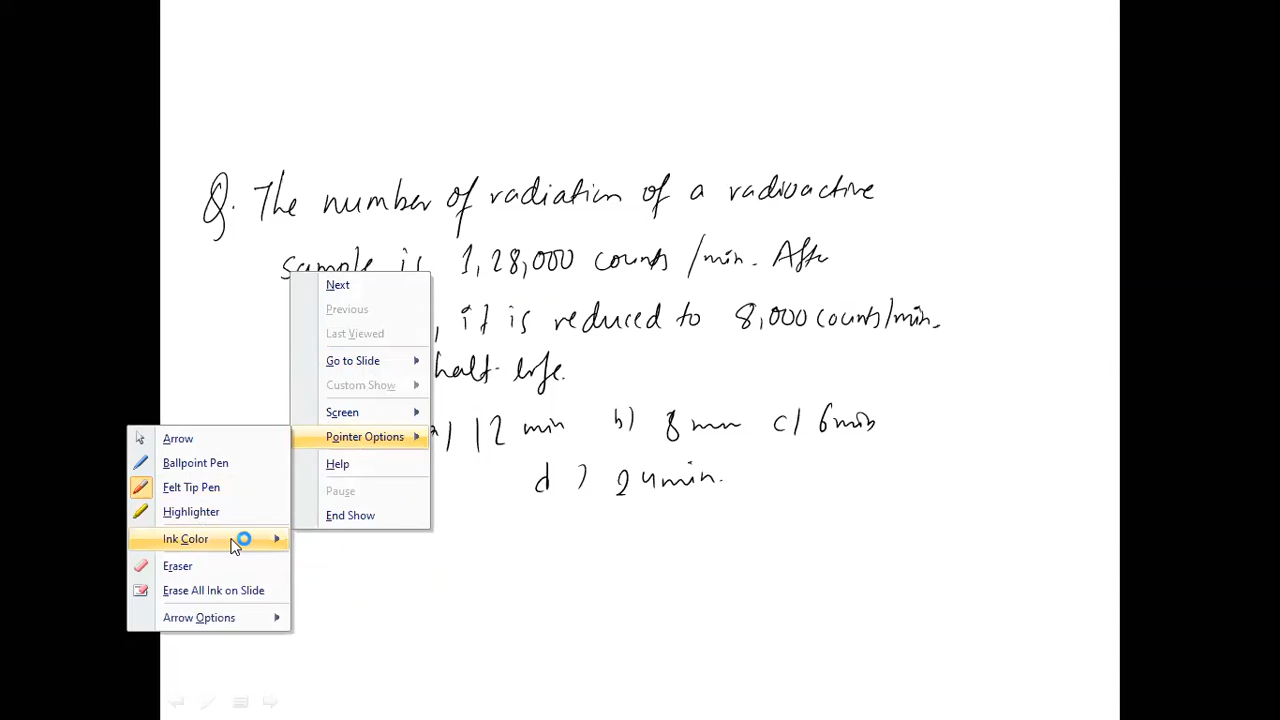 Q. The number of radiation of a radioactive
sample is 1,28,000 counts /min. After
, it is reduced to 8,000 counts/min.
half-life.
a) 12 min b) 8 min c) 6 min
d) 24 min.
Next
Previous
Last Viewed
Go to Slide
Custom Show
Screen
Pointer Options
Help
Pause
End Show
Arrow
Ballpoint Pen
Felt Tip Pen
Highlighter
Ink Color
Eraser
Erase All Ink on Slide
Arrow Options